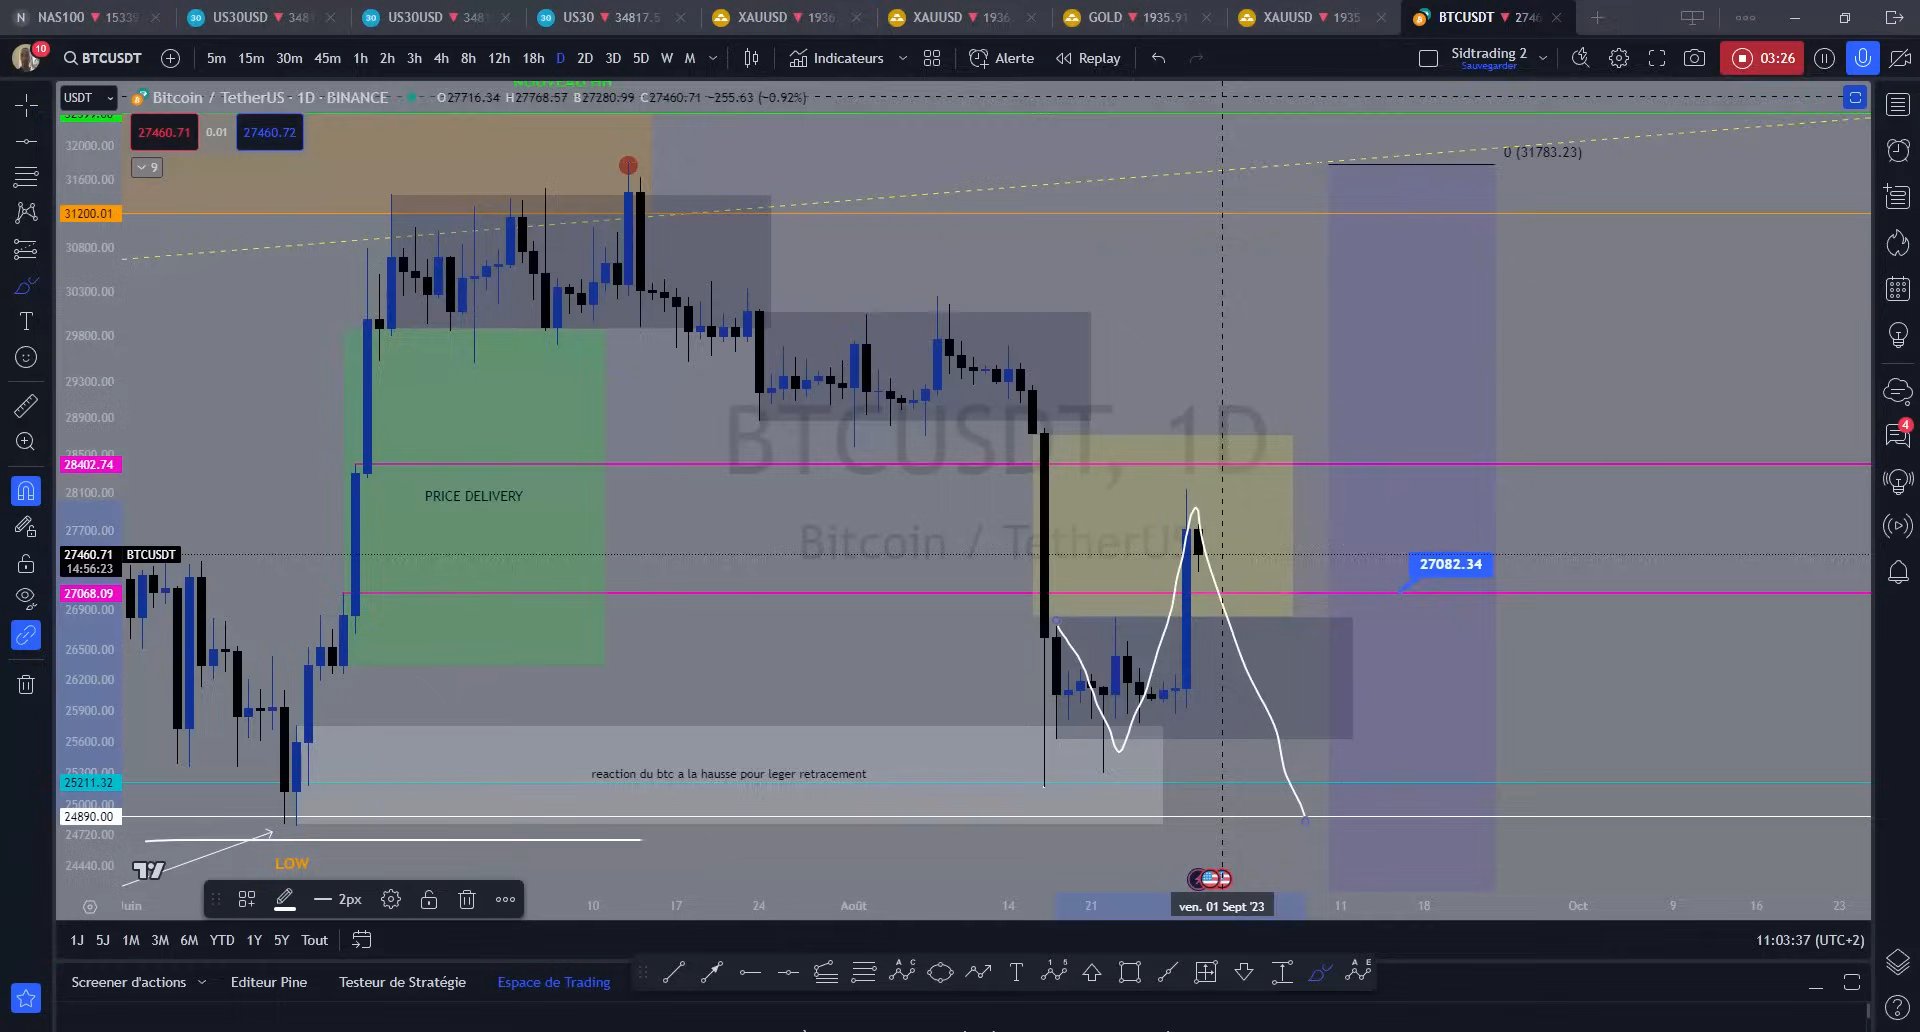 NAS100 ▼ 1533
US30USD ▼ 348
US30USD ▼ 348
US30 ▼ 34817.5
XAUUSD ▼ 1936
XAUUSD ▼ 1936
GOLD ▼ 1935.91
XAUUSD ▼ 1935
BTCUSDT ▼ 2746
10 BTCUSDT 5m 15m 30m 45m 1h 2h 3h 4h 8h 12h 18h D 2D 3D 5D W M Indicateurs Alerte Replay
Sidtrading 2
Sauvegarder
03:26
USDT
Bitcoin / TetherUS · 1D · BINANCE
O27716.34 H27768.57 B27280.99 C27460.71 −255.63 (−0.92%)
27460.71 0.01 27460.72
9
32000.00
31600.00
31200.01
30800.00
30300.00
29800.00
29300.00
28900.00
28402.74
28100.00
27700.00
27460.71 BTCUSDT
14:56:23
27068.09
26900.00
26500.00
26200.00
25900.00
25600.00
25211.32
25000.00
24890.00
24720.00
24440.00
0 (31783.23)
BTCUSDT, 1D
Bitcoin / TetherUS
PRICE DELIVERY
27082.34
reaction du btc a la hausse pour leger retracement
LOW
2px
Juin 10 17 24 Août 14 21 ven. 01 Sept '23 11 18 Oct 9 16 23
1J 5J 1M 3M 6M YTD 1Y 5Y Tout
11:03:37 (UTC+2)
Screener d'actions Editeur Pine Testeur de Stratégie Espace de Trading
4